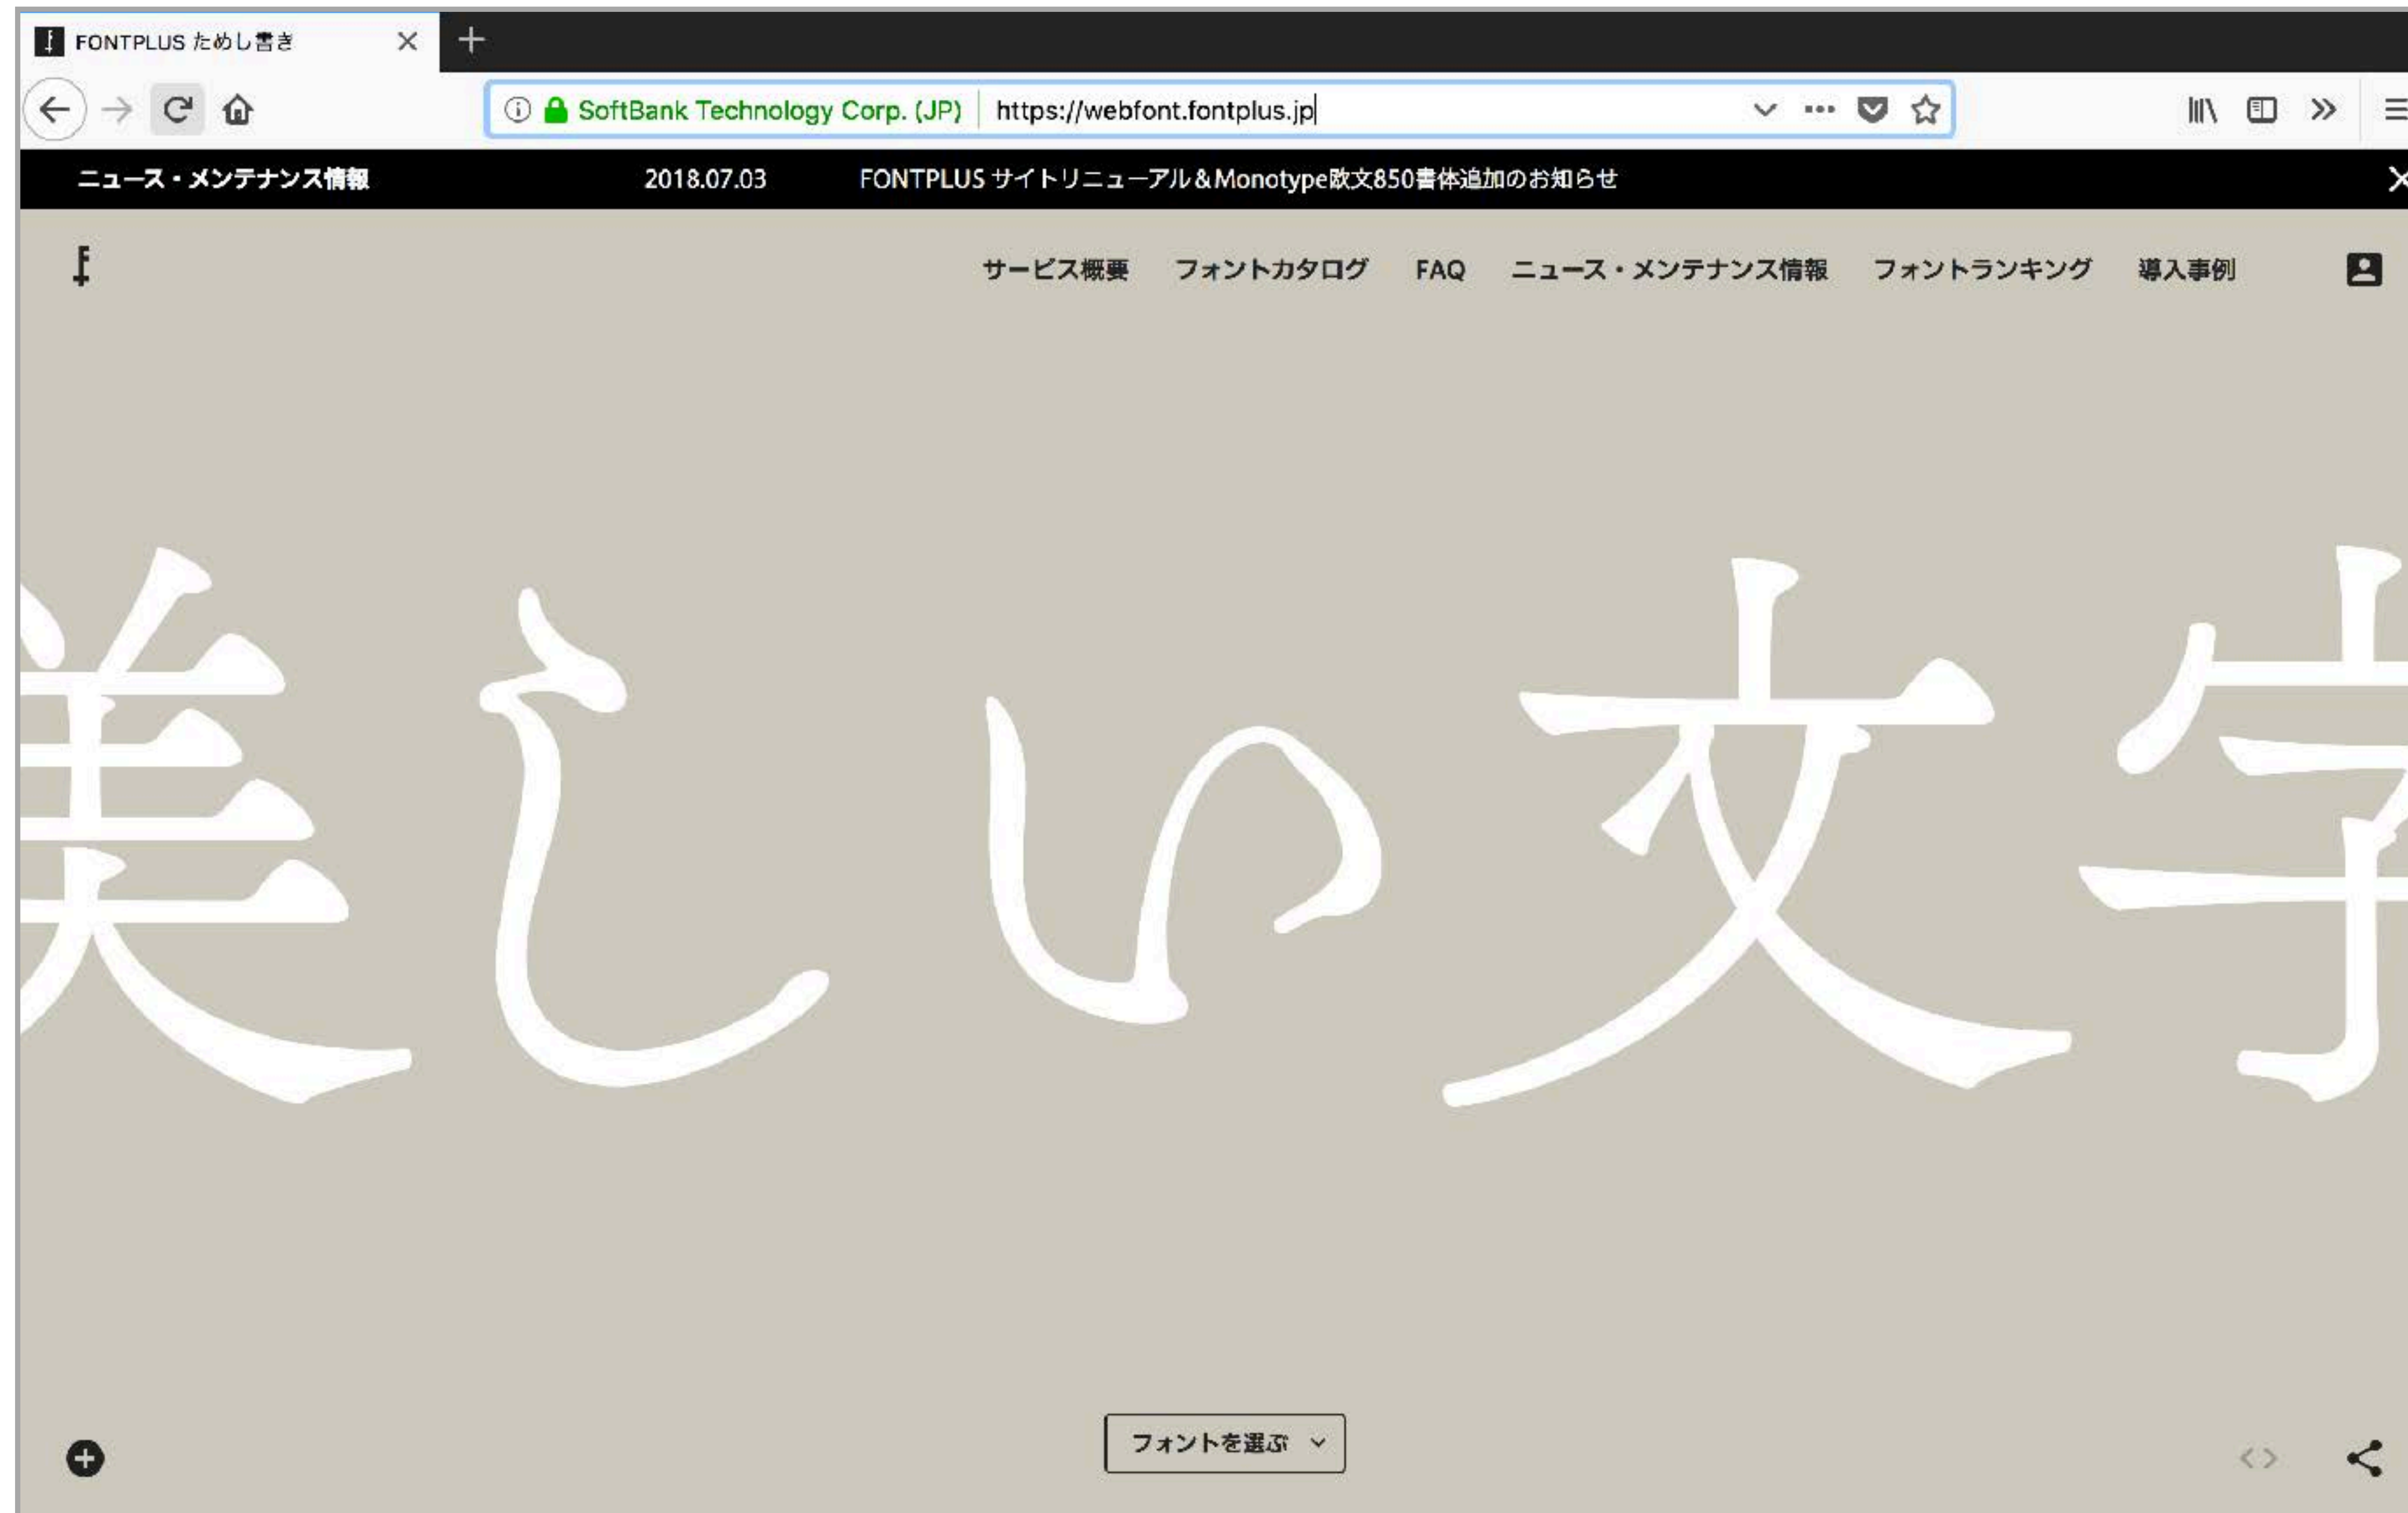 FONTPLUS ためし書き
SoftBank Technology Corp. (JP) https://webfont.fontplus.jp
ニュース・メンテナンス情報 2018.07.03 FONTPLUS サイトリニューアル&Monotype欧文850書体追加のお知らせ
サービス概要 フォントカタログ FAQ ニュース・メンテナンス情報 フォントランキング 導入事例
美しい文字
フォントを選ぶ